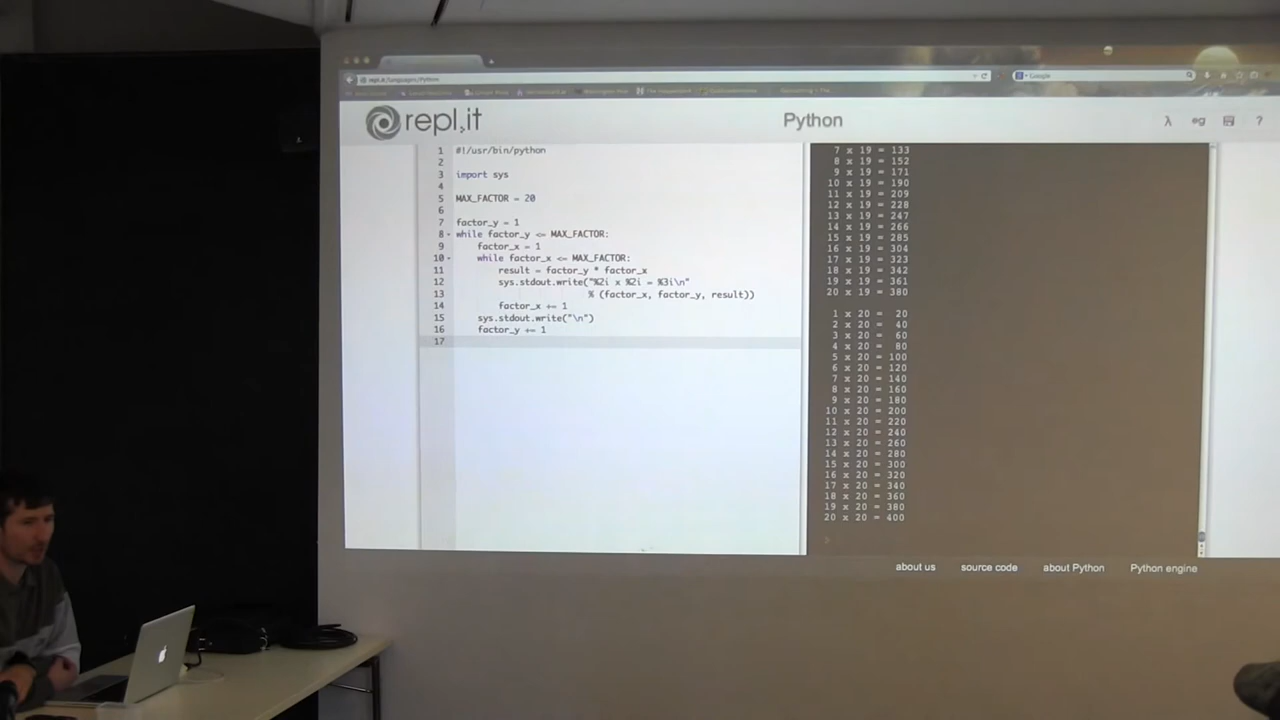 repl.it/languages/Python
Google
repl.it
Python
λ
eg
?
1 #!/usr/bin/python
2
3 import sys
4
5 MAX_FACTOR = 20
6
7 factor_y = 1
8 while factor_y <= MAX_FACTOR:
9 factor_x = 1
10 while factor_x <= MAX_FACTOR:
11 result = factor_y * factor_x
12 sys.stdout.write("%2i x %2i = %3i\n"
13 % (factor_x, factor_y, result))
14 factor_x += 1
15 sys.stdout.write("\n")
16 factor_y += 1
17
7 x 19 = 133
8 x 19 = 152
9 x 19 = 171
10 x 19 = 190
11 x 19 = 209
12 x 19 = 228
13 x 19 = 247
14 x 19 = 266
15 x 19 = 285
16 x 19 = 304
17 x 19 = 323
18 x 19 = 342
19 x 19 = 361
20 x 19 = 380
1 x 20 = 20
2 x 20 = 40
3 x 20 = 60
4 x 20 = 80
5 x 20 = 100
6 x 20 = 120
7 x 20 = 140
8 x 20 = 160
9 x 20 = 180
10 x 20 = 200
11 x 20 = 220
12 x 20 = 240
13 x 20 = 260
14 x 20 = 280
15 x 20 = 300
16 x 20 = 320
17 x 20 = 340
18 x 20 = 360
19 x 20 = 380
20 x 20 = 400
about us source code about Python Python engine